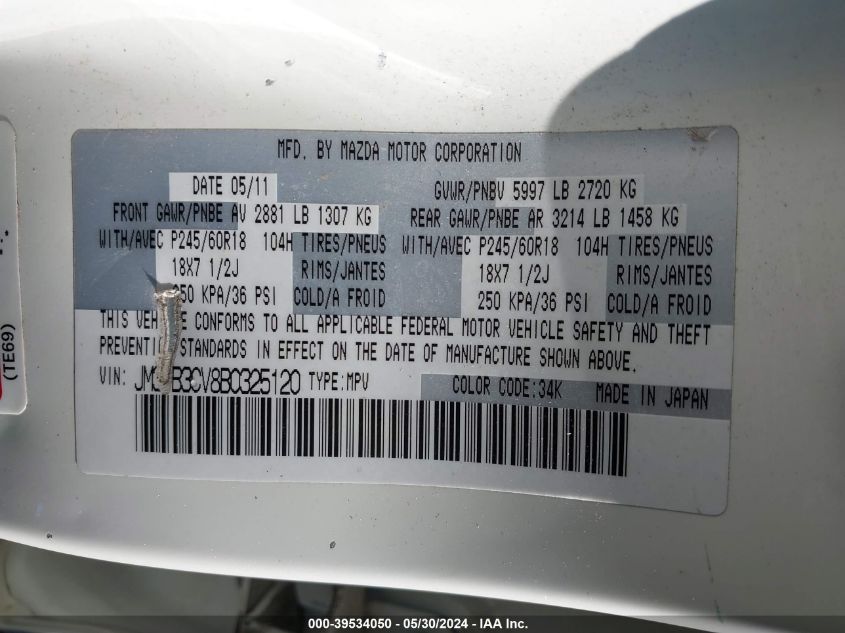 MFD. BY MAZDA MOTOR CORPORATION
DATE 05/11 GVWR/PNBV 5997 LB 2720 KG
FRONT GAWR/PNBE AV 2881 LB 1307 KG REAR GAWR/PNBE AR 3214 LB 1458 KG
WITH/AVEC P245/60R18 104H TIRES/PNEUS WITH/AVEC P245/60R18 104H TIRES/PNEUS
18X7 1/2J RIMS/JANTES 18X7 1/2J RIMS/JANTES
250 KPA/36 PSI COLD/A FROID 250 KPA/36 PSI COLD/A FROID
THIS VEHICLE CONFORMS TO ALL APPLICABLE FEDERAL MOTOR VEHICLE SAFETY AND THEFT
PREVENTION STANDARDS IN EFFECT ON THE DATE OF MANUFACTURE SHOWN ABOVE.
VIN: TYPE:MPV COLOR CODE:34K MADE IN JAPAN
(TE69)
000-39534050 - 05/30/2024 - IAA Inc.